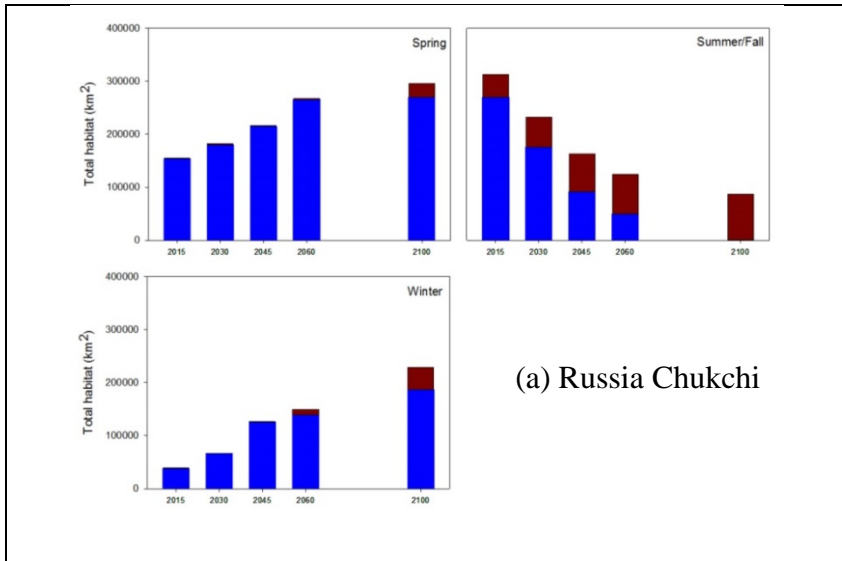 Spring
Total habitat (km²)
400000
300000
200000
100000
0
2015 2030 2045 2060 2100
Summer/Fall
2015 2030 2045 2060 2100
Winter
Total habitat (km²)
400000
300000
200000
100000
0
2015 2030 2045 2060 2100
(a) Russia Chukchi